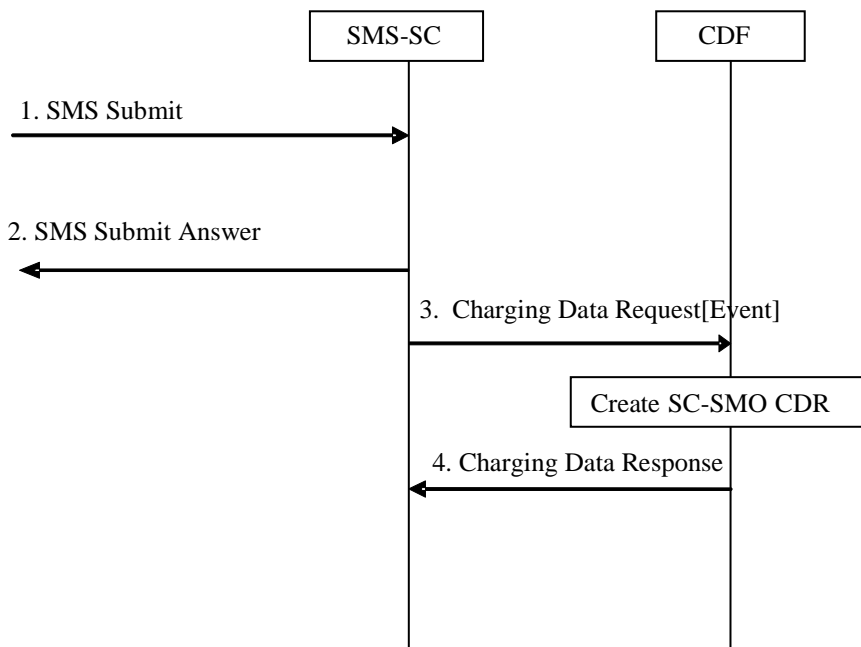 SMS-SC
CDF
1. SMS Submit
2. SMS Submit Answer
3. Charging Data Request[Event]
Create SC-SMO CDR
4. Charging Data Response